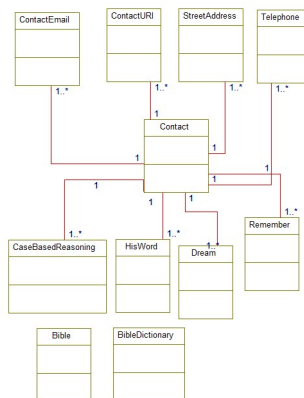 ContactEmail
ContactURI
StreetAddress
Telephone
1..*
1..*
1..*
1..*
1
Contact
1
1
1
1
1
1
1
1..*
1..*
1..*
1..*
CaseBasedReasoning
HisWord
Dream
Remember
Bible
BibleDictionary